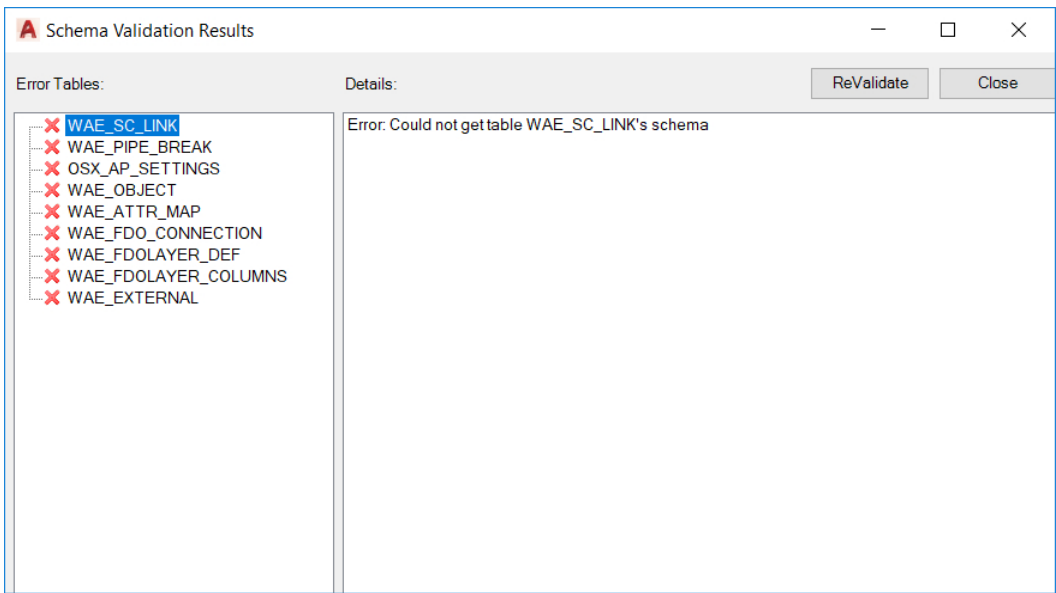 Schema Validation Results
Error Tables:
Details:
ReValidate
Close
WAE_SC_LINK
WAE_PIPE_BREAK
OSX_AP_SETTINGS
WAE_OBJECT
WAE_ATTR_MAP
WAE_FDO_CONNECTION
WAE_FDOLAYER_DEF
WAE_FDOLAYER_COLUMNS
WAE_EXTERNAL
Error: Could not get table WAE_SC_LINK's schema